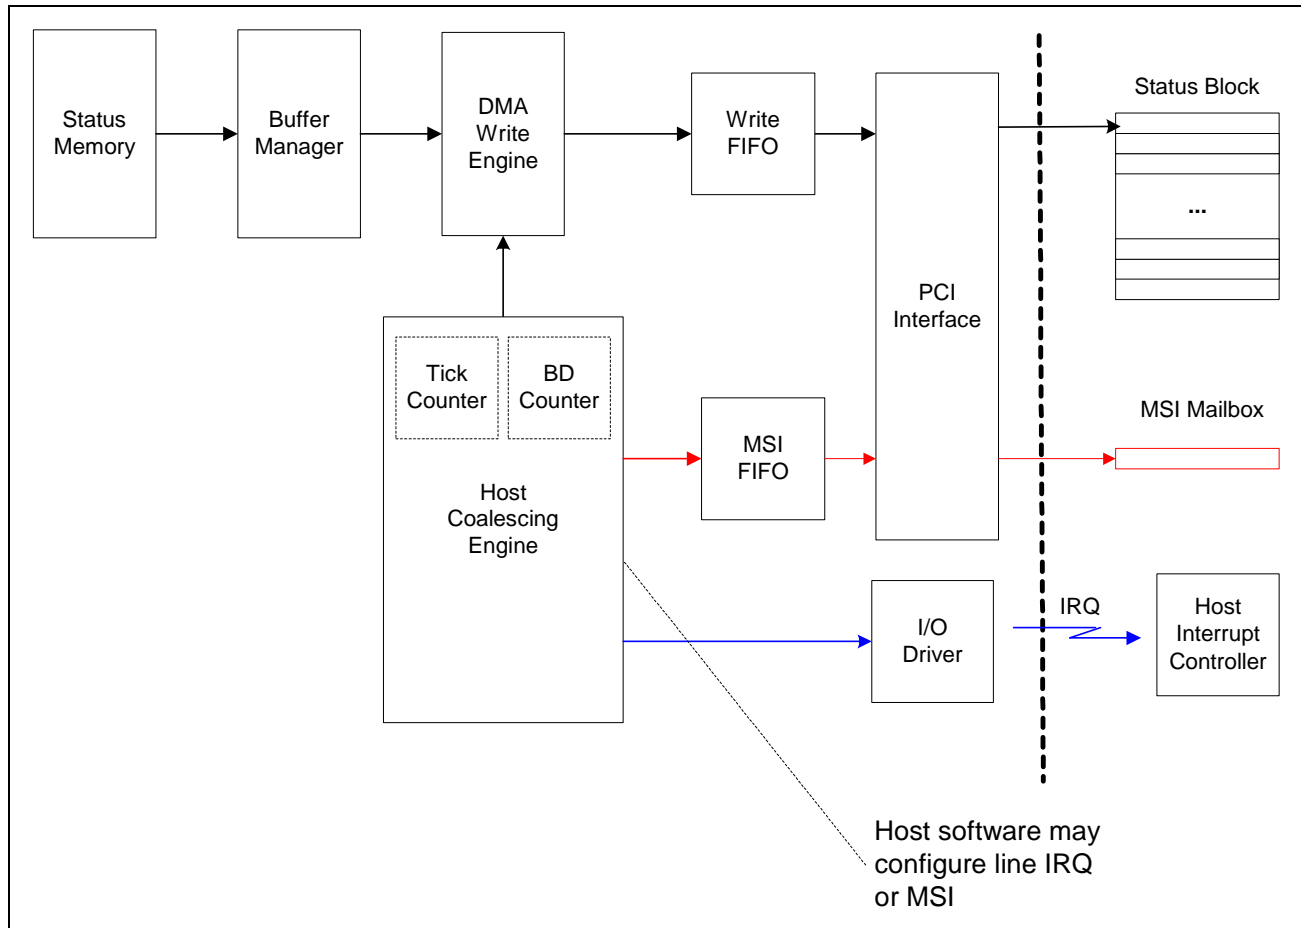 Status
Memory
Buffer
Manager
DMA
Write
Engine
Write
FIFO
PCI
Interface
Status Block
...
Tick
Counter
BD
Counter
Host
Coalescing
Engine
MSI
FIFO
MSI Mailbox
I/O
Driver
IRQ
Host
Interrupt
Controller
Host software may
configure line IRQ
or MSI